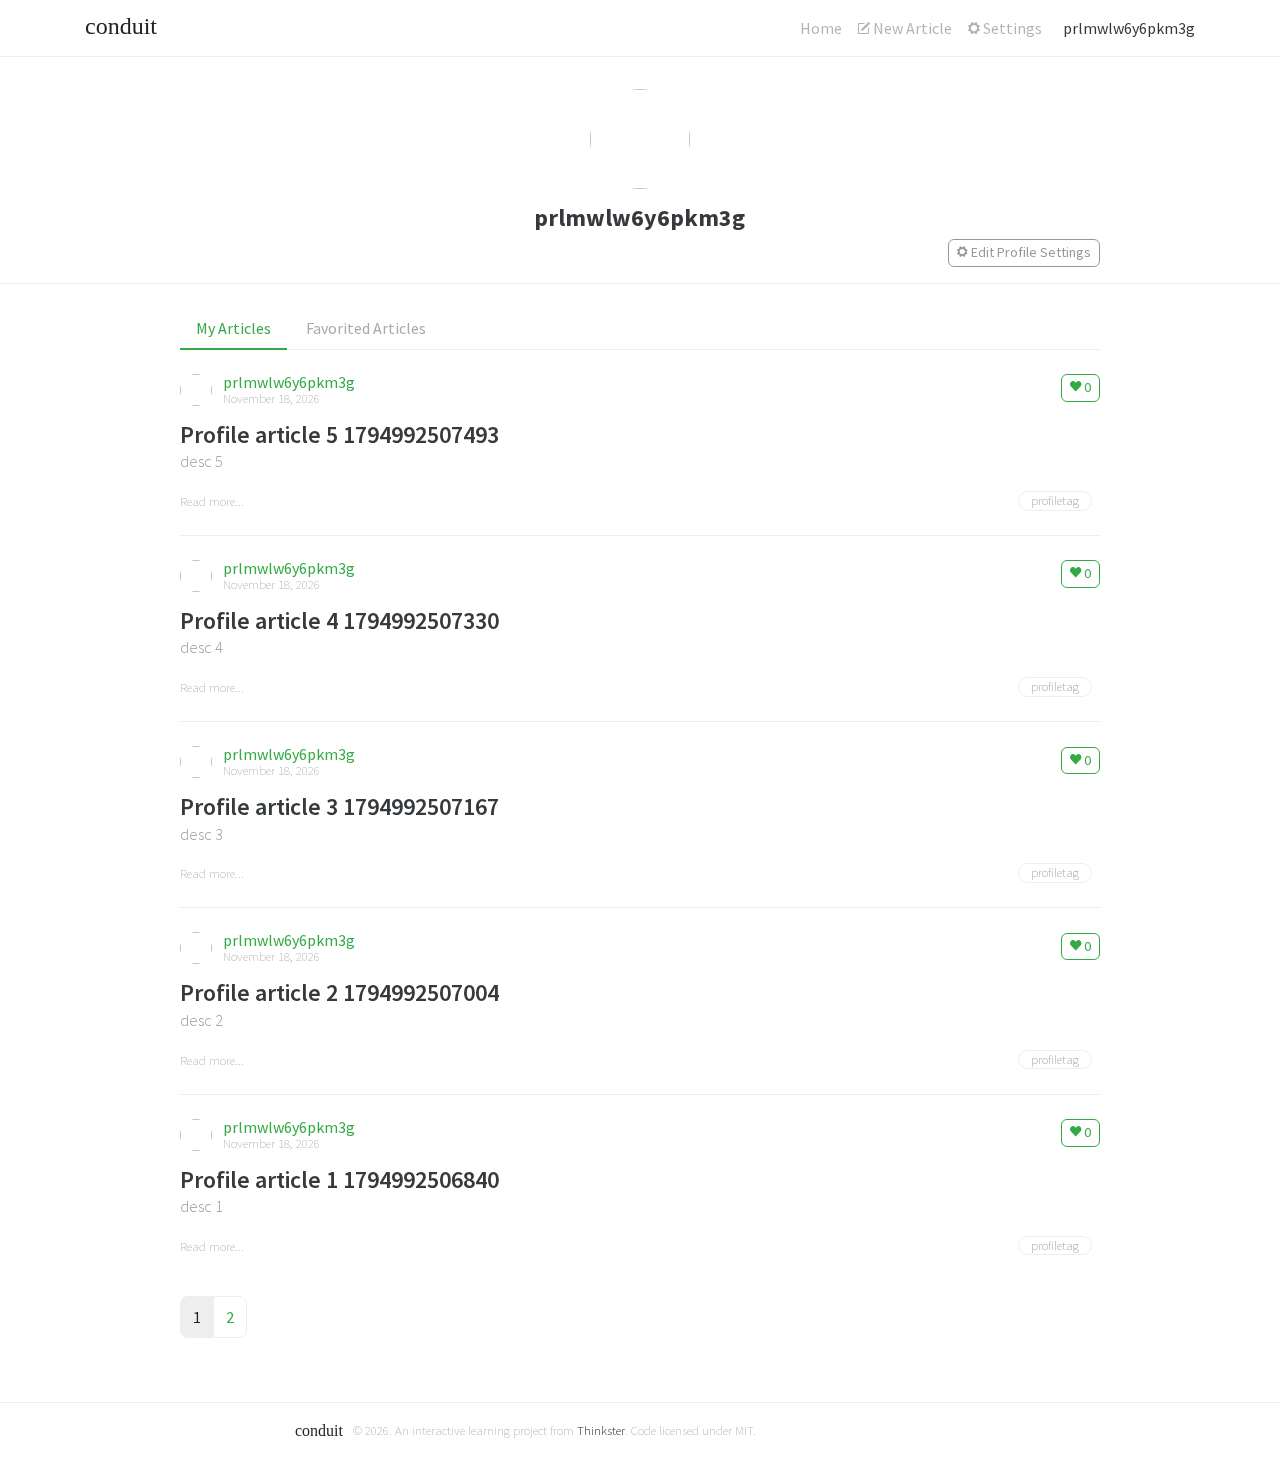 conduit
Home New Article Settings prlmwlw6y6pkm3g
prlmwlw6y6pkm3g
Edit Profile Settings
My Articles Favorited Articles
prlmwlw6y6pkm3g
November 18, 2026
0
Profile article 5 1794992507493
desc 5
Read more...
profiletag
prlmwlw6y6pkm3g
November 18, 2026
0
Profile article 4 1794992507330
desc 4
Read more...
profiletag
prlmwlw6y6pkm3g
November 18, 2026
0
Profile article 3 1794992507167
desc 3
Read more...
profiletag
prlmwlw6y6pkm3g
November 18, 2026
0
Profile article 2 1794992507004
desc 2
Read more...
profiletag
prlmwlw6y6pkm3g
November 18, 2026
0
Profile article 1 1794992506840
desc 1
Read more...
profiletag
1 2
conduit © 2026. An interactive learning project from Thinkster. Code licensed under MIT.